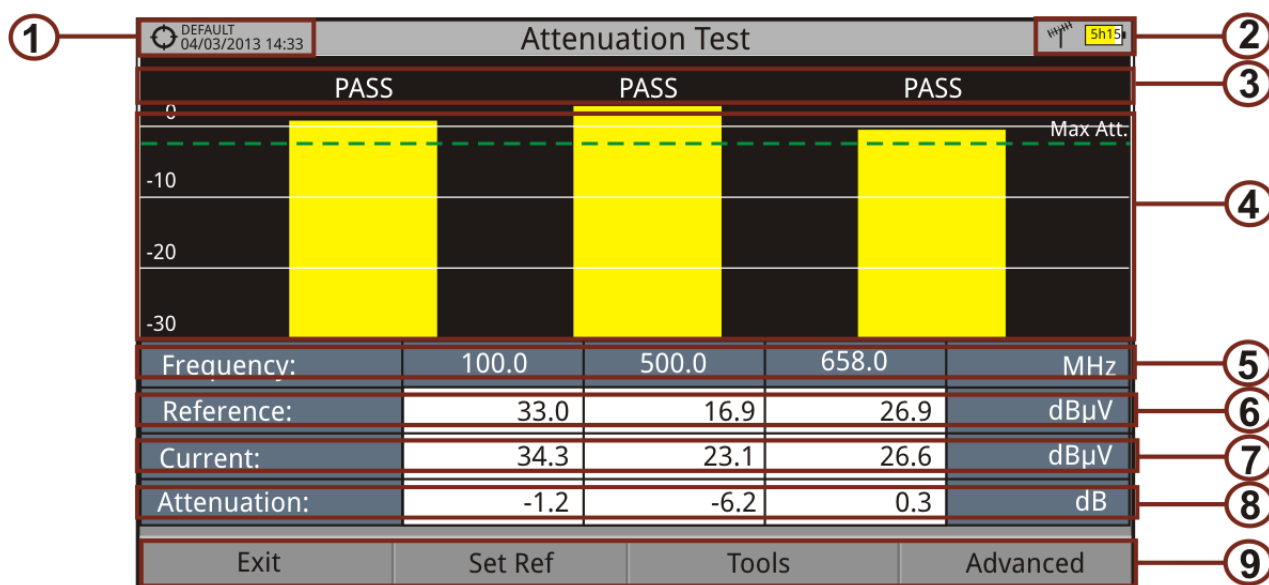 1
DEFAULT
04/03/2013 14:33
Attenuation Test
5h15
2
PASS PASS PASS
3
0
Max Att.
-10
4
-20
-30
Frequency: 100.0 500.0 658.0 MHz
5
Reference: 33.0 16.9 26.9 dBµV
6
Current: 34.3 23.1 26.6 dBµV
7
Attenuation: -1.2 -6.2 0.3 dB
8
Exit Set Ref Tools Advanced
9